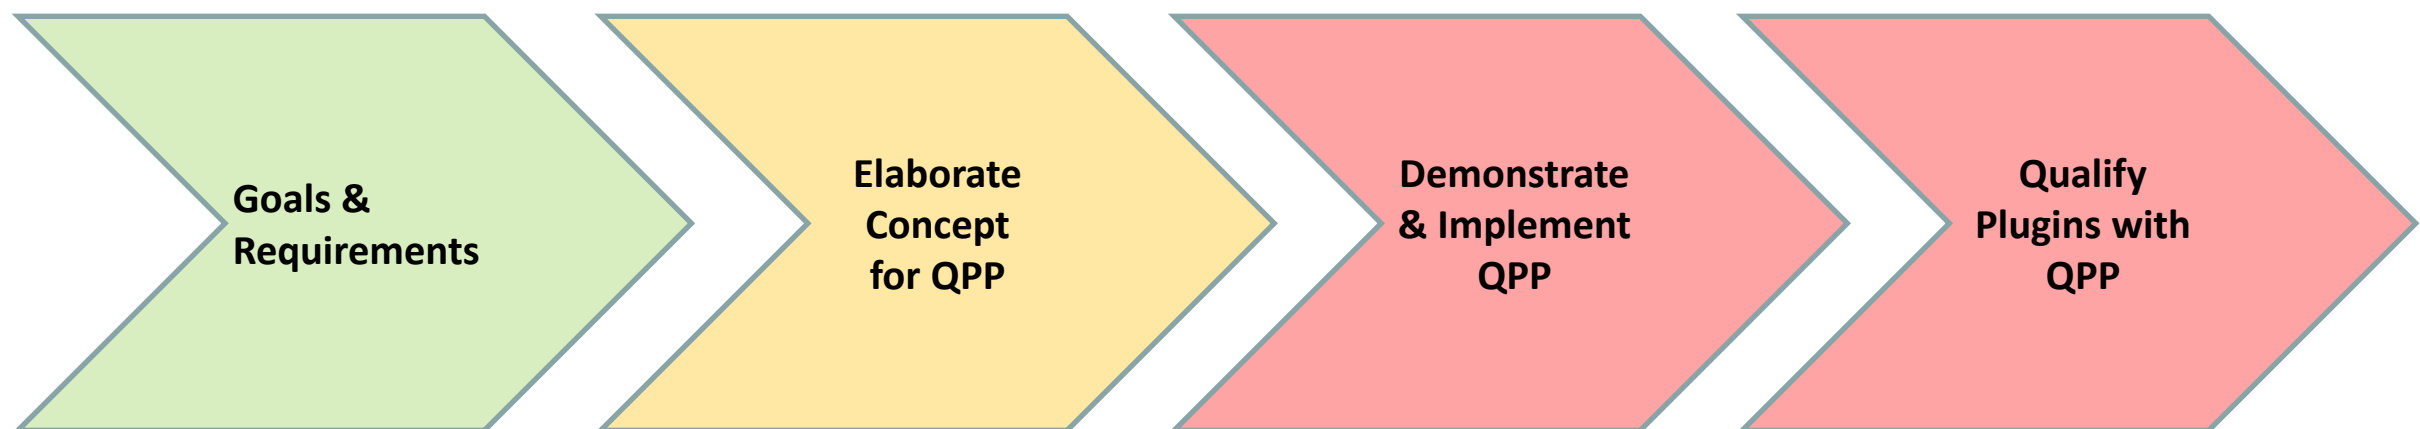 Goals &
Requirements
Elaborate
Concept
for QPP
Demonstrate
& Implement
QPP
Qualify
Plugins with
QPP